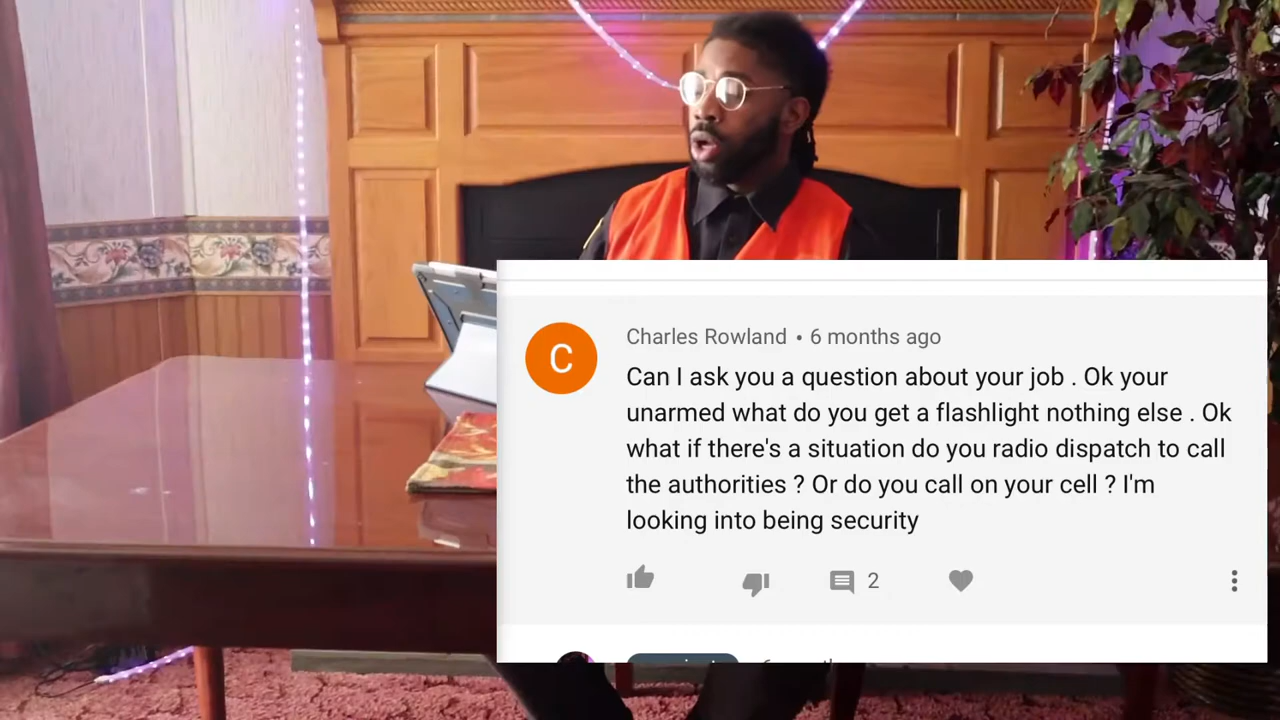 C
Charles Rowland • 6 months ago
Can I ask you a question about your job . Ok your
unarmed what do you get a flashlight nothing else . Ok
what if there's a situation do you radio dispatch to call
the authorities ? Or do you call on your cell ? I'm
looking into being security
2